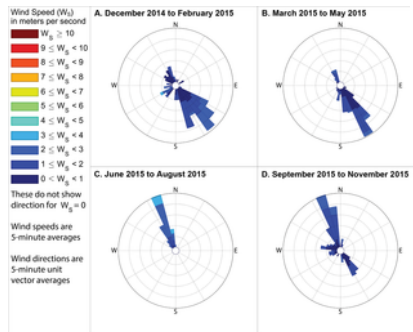 Wind Speed (W_S)
in meters per second
W_S ≥ 10
9 ≤ W_S < 10
8 ≤ W_S < 9
7 ≤ W_S < 8
6 ≤ W_S < 7
5 ≤ W_S < 6
4 ≤ W_S < 5
3 ≤ W_S < 4
2 ≤ W_S < 3
1 ≤ W_S < 2
0 < W_S < 1
These do not show
direction for W_S = 0
Wind speeds are
5-minute averages
Wind directions are
5-minute unit
vector averages
A. December 2014 to February 2015
N
W
E
S
B. March 2015 to May 2015
N
W
E
S
C. June 2015 to August 2015
N
W
E
S
D. September 2015 to November 2015
N
W
E
S